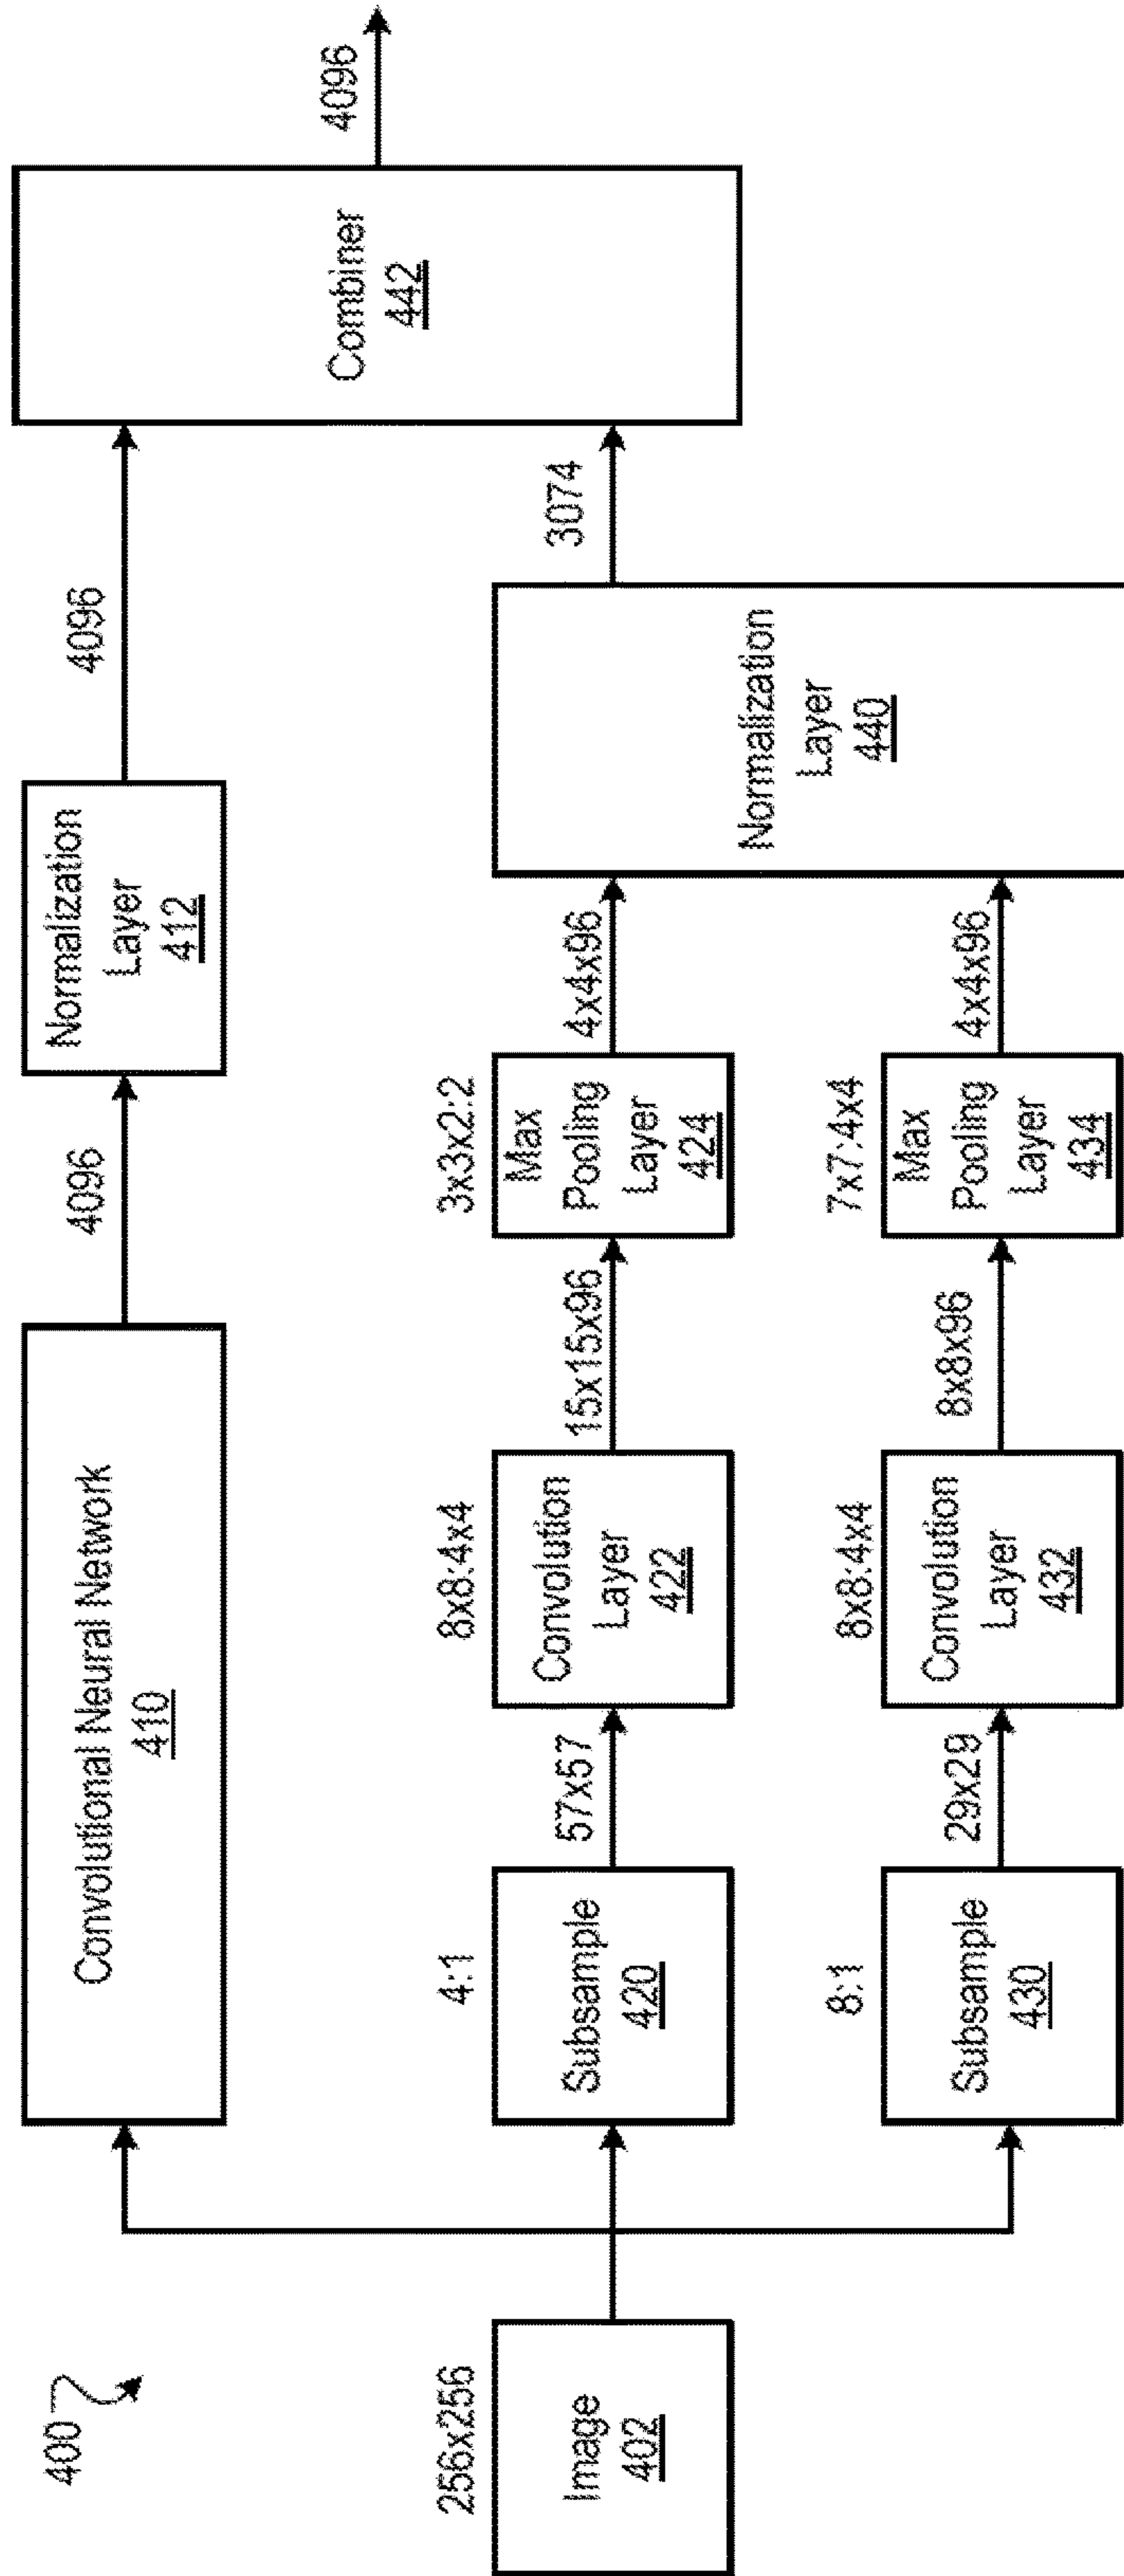 400
256x256
Image
402
Convolutional Neural Network
410
4096
Normalization
Layer
412
4096
4:1
Subsample
420
57x57
8x8:4x4
Convolution
Layer
422
15x15x96
3x3x2:2
Max
Pooling
Layer
424
4x4x96
8:1
Subsample
430
29x29
8x8:4x4
Convolution
Layer
432
8x8x96
7x7:4x4
Max
Pooling
Layer
434
4x4x96
Normalization
Layer
440
3074
Combiner
442
4096